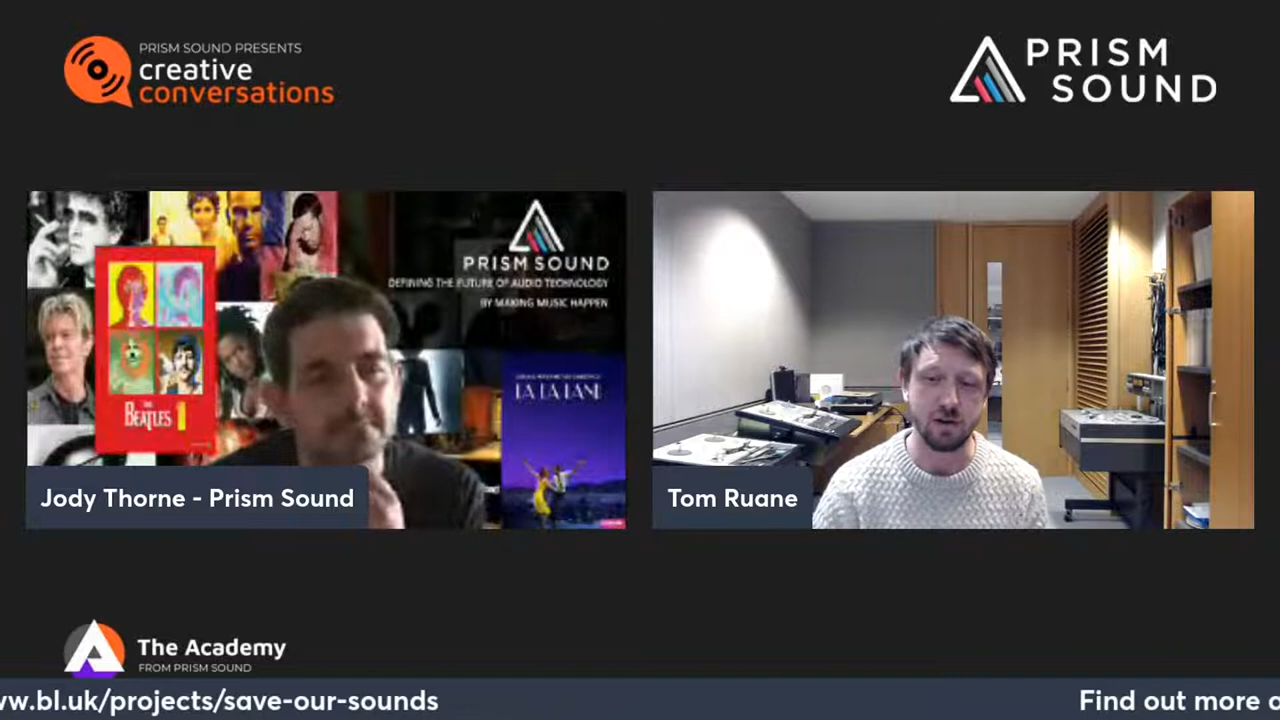 PRISM SOUND PRESENTS
creative
conversations
PRISM
SOUND
PRISM SOUND
DEFINING THE FUTURE OF AUDIO TECHNOLOGY
BY MAKING MUSIC HAPPEN
THE
BEATLES 1
LA LA LAND
Jody Thorne - Prism Sound
Tom Ruane
The Academy
FROM PRISM SOUND
ww.bl.uk/projects/save-our-sounds
Find out more